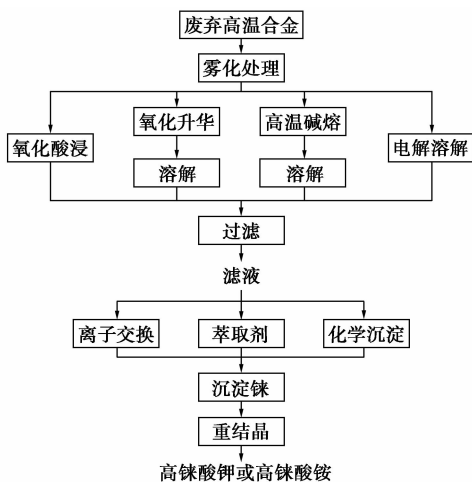 废弃高温合金
雾化处理
氧化升华
高温碱熔
氧化酸浸
电解溶解
溶解
溶解
过滤
滤液
离子交换
萃取剂
化学沉淀
沉淀铼
重结晶
高铼酸钾或高铼酸铵